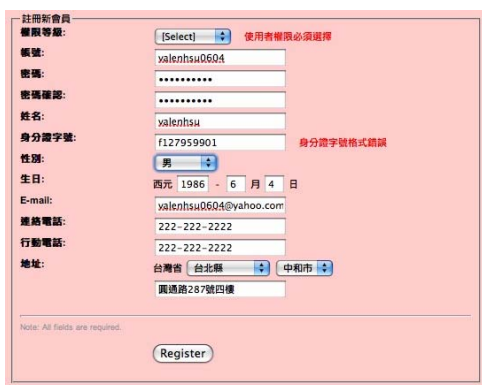 註冊新會員
權限等級: [Select] 使用者權限必須選擇
帳號: yalenhsu0604
密碼: ••••••••••
密碼確認: ••••••••••
姓名: yalenhsu
身分證字號: f127959901 身分證字號格式錯誤
性別: 男
生日: 西元 1986 - 6 月 4 日
E-mail: yalenhsu0604@yahoo.com
連絡電話: 222-222-2222
行動電話: 222-222-2222
地址: 台灣省 台北縣 中和市
圓通路287號四樓
Note: All fields are required.
Register